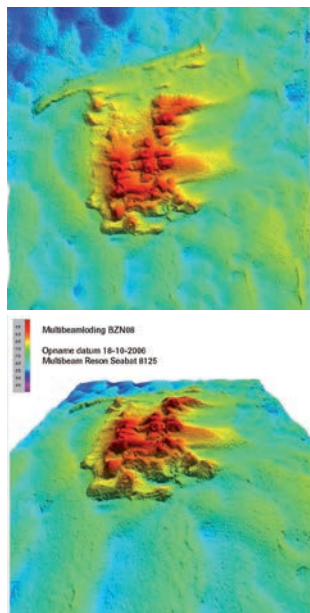 Multibeamloding BZN08
Opname datum 18-10-2006
Multibeam Reson Seabat 8125